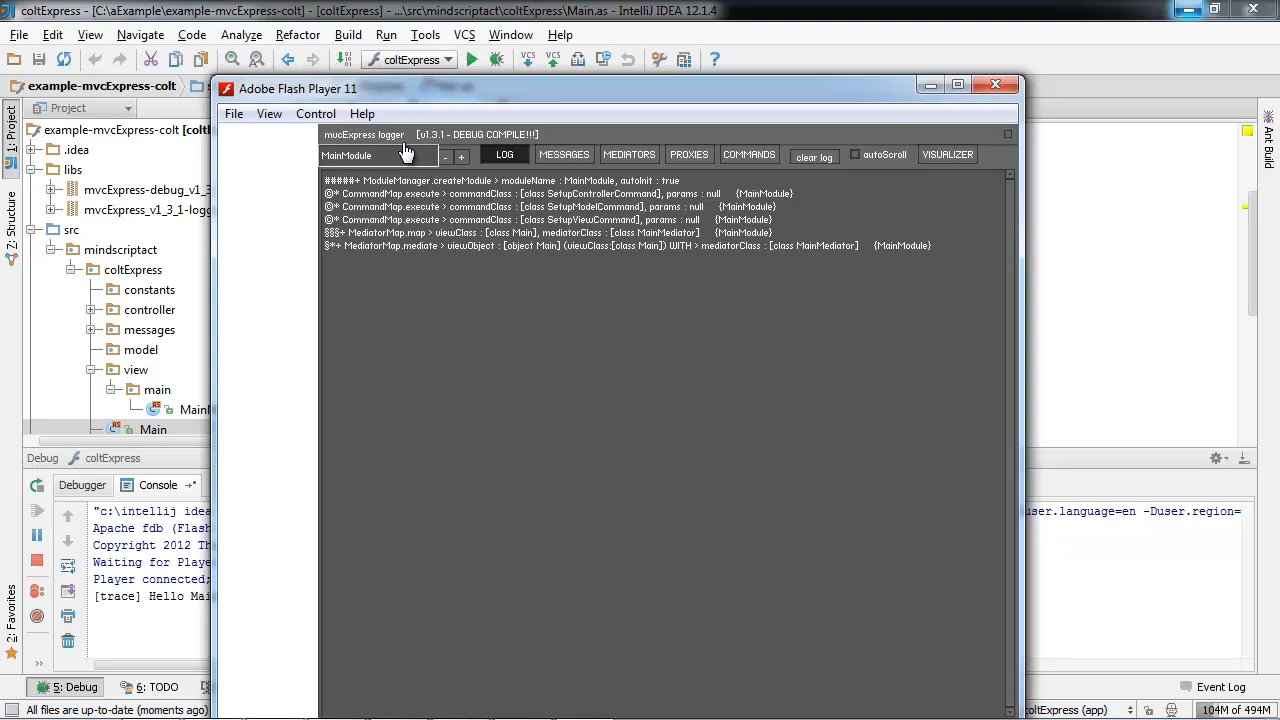 coltExpress - [C:\aExample\example-mvcExpress-colt] - [coltExpress] - ...\src\mindscriptact\coltExpress\Main.as - IntelliJ IDEA 12.1.4
File Edit View Navigate Code Analyze Refactor Build Run Tools VCS Window Help
coltExpress
example-mvcExpress-colt
Adobe Flash Player 11
File View Control Help
mvcExpress logger [v1.3.1 - DEBUG COMPILE!!!]
MainModule - + LOG MESSAGES MEDIATORS PROXIES COMMANDS clear log autoScroll VISUALIZER
#####+ ModuleManager.createModule > moduleName : MainModule, autoInit : true
©* CommandMap.execute > commandClass : [class SetupControllerCommand], params : null {MainModule}
©* CommandMap.execute > commandClass : [class SetupModelCommand], params : null {MainModule}
©* CommandMap.execute > commandClass : [class SetupViewCommand], params : null {MainModule}
§§§+ MediatorMap.map > viewClass : [class Main], mediatorClass : [class MainMediator] {MainModule}
§*+ MediatorMap.mediate > viewObject : [object Main] (viewClass:[class Main]) WITH > mediatorClass : [class MainMediator] {MainModule}
1: Project
Z: Structure
2: Favorites
Project
example-mvcExpress-colt [colt
.idea
libs
mvcExpress-debug_v1_3
mvcExpress_v1_3_1-logg
src
mindscriptact
coltExpress
constants
controller
messages
model
view
main
MainI
Main
Ant Build
Debug coltExpress
Debugger Console
"c:\intellij idea
Apache fdb (Flash
Copyright 2012 Th
Waiting for Playe
Player connected;
[trace] Hello Mai
user.language=en -Duser.region=
5: Debug 6: TODO Event Log
All files are up-to-date (moments ago) coltExpress (app) 104M of 494M